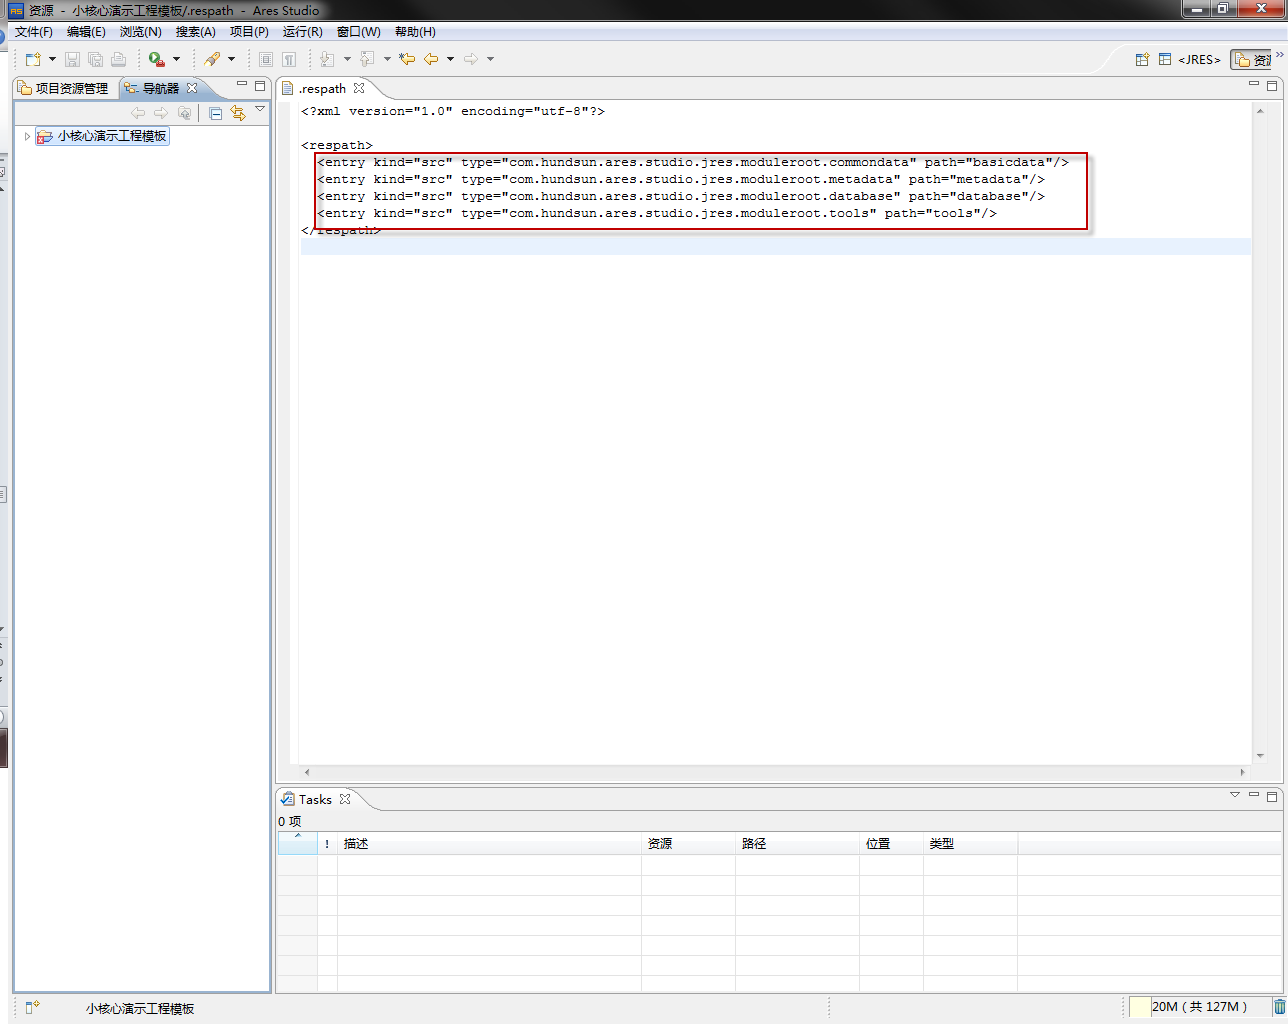 资源 - 小核心演示工程模板/.respath - Ares Studio
文件(F) 编辑(E) 浏览(N) 搜索(A) 项目(P) 运行(R) 窗口(W) 帮助(H)
<JRES>
项目资源管理 导航器
小核心演示工程模板
.respath
<?xml version="1.0" encoding="utf-8"?>
<respath>
<entry kind="src" type="com.hundsun.ares.studio.jres.moduleroot.commondata" path="basicdata"/>
<entry kind="src" type="com.hundsun.ares.studio.jres.moduleroot.metadata" path="metadata"/>
<entry kind="src" type="com.hundsun.ares.studio.jres.moduleroot.database" path="database"/>
<entry kind="src" type="com.hundsun.ares.studio.jres.moduleroot.tools" path="tools"/>
</respath>
Tasks
0 项
! 描述 资源 路径 位置 类型
小核心演示工程模板
20M ( 共 127M )